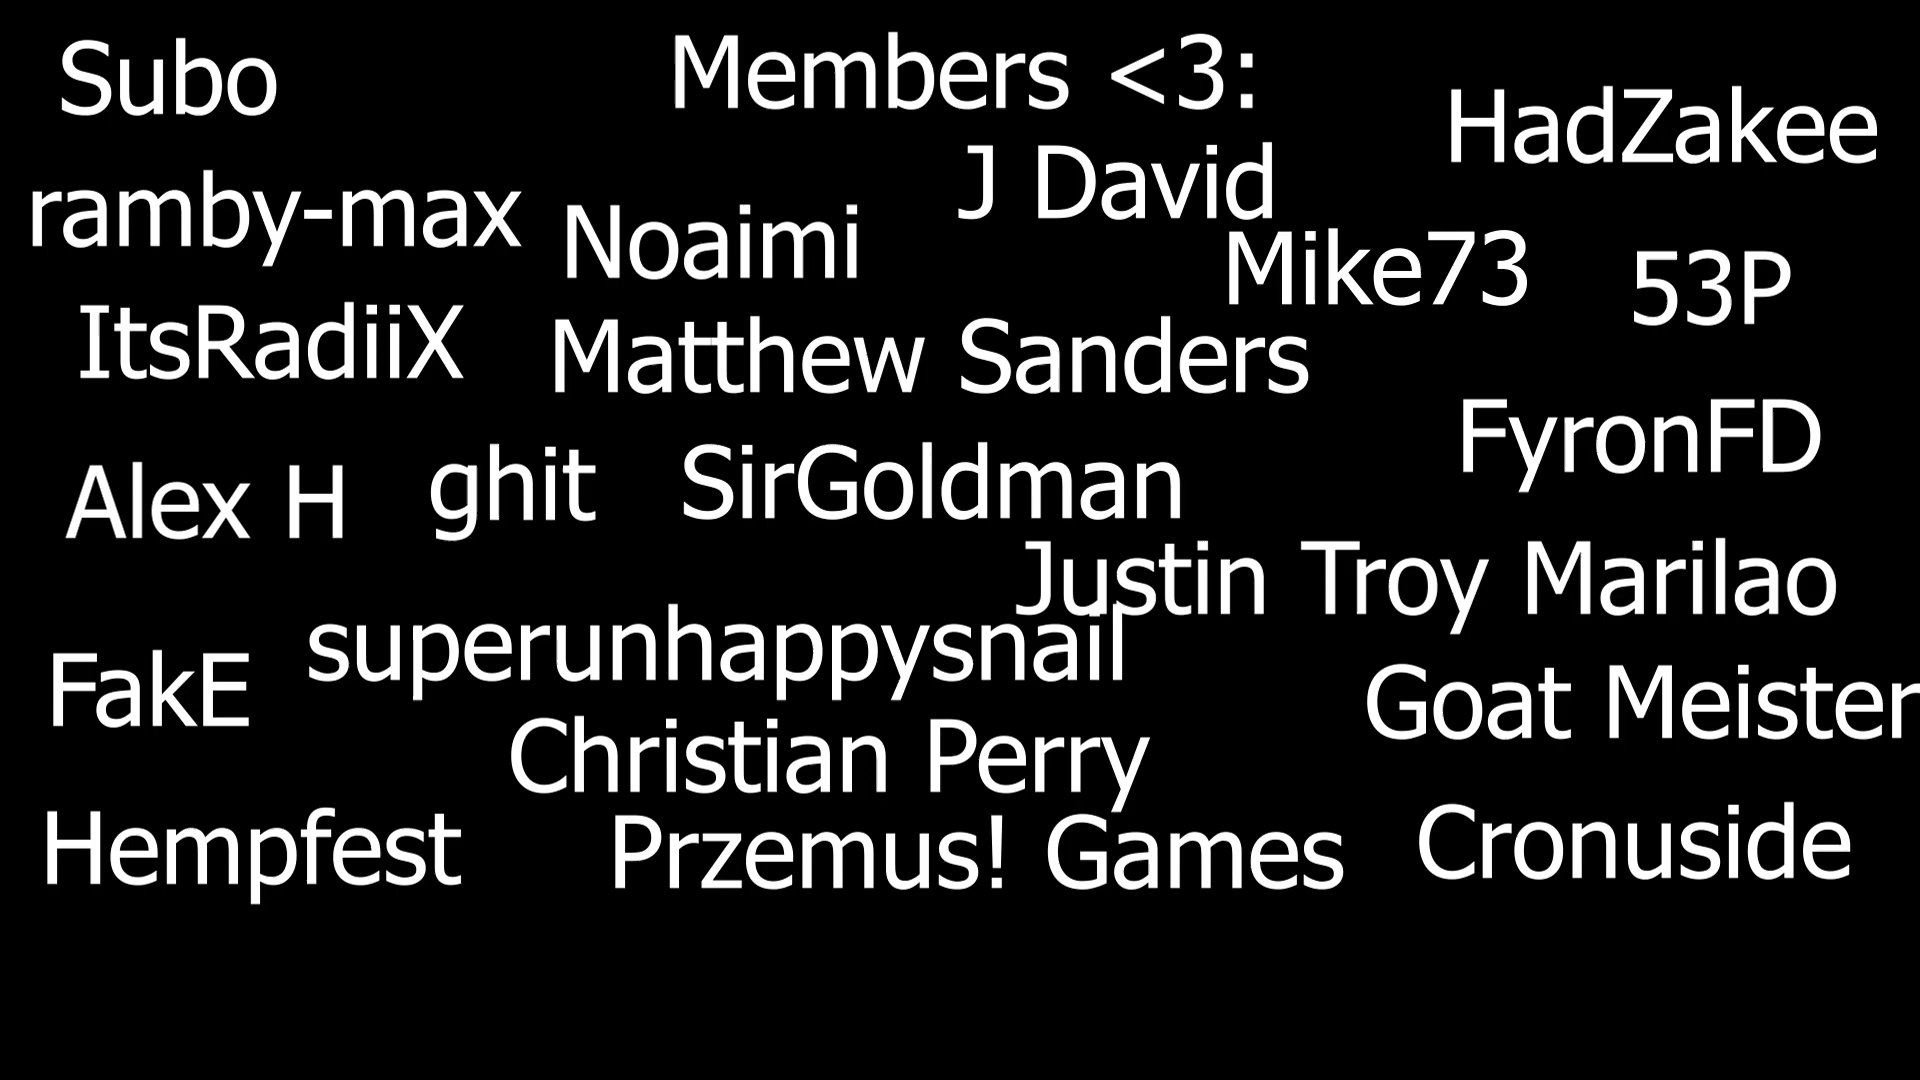 Members <3:
Subo
HadZakee
J David
ramby-max
Noaimi
Mike73
53P
ItsRadiiX
Matthew Sanders
FyronFD
Alex H
ghit
SirGoldman
Justin Troy Marilao
superunhappysnail
FakE
Goat Meister
Christian Perry
Hempfest
Przemus! Games
Cronuside